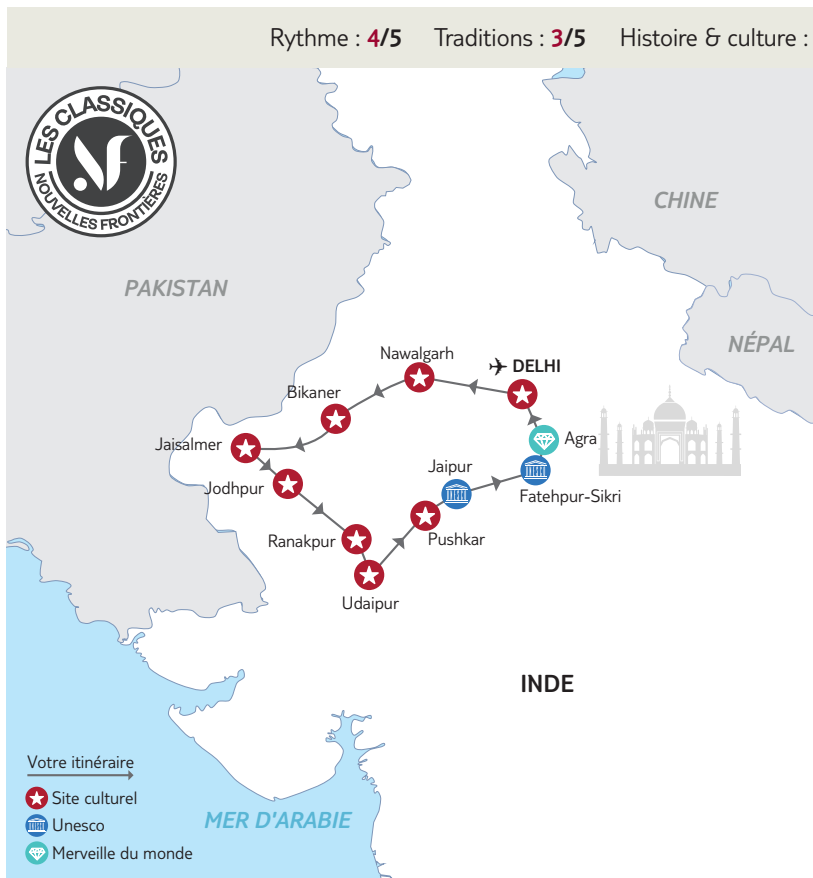 Rythme : 4/5 Traditions : 3/5 Histoire & culture :
LES CLASSIQUES
NF
NOUVELLES FRONTIÈRES
CHINE
PAKISTAN
NÉPAL
Nawalgarh
DELHI
Bikaner
Jaisalmer
Agra
Jaipur
Jodhpur
Fatehpur-Sikri
Ranakpur
Pushkar
Udaipur
INDE
Votre itinéraire
Site culturel
Unesco
Merveille du monde
MER D'ARABIE